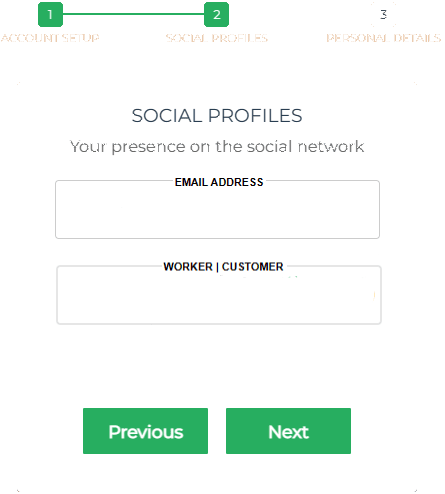 1 2 3
ACCOUNT SETUP SOCIAL PROFILES PERSONAL DETAILS
SOCIAL PROFILES
Your presence on the social network
EMAIL ADDRESS
WORKER | CUSTOMER
Previous Next